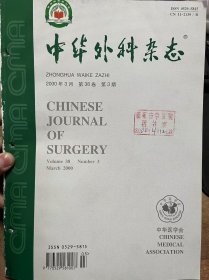 ISSN 0529-5815
CN 11-2139/R
中华外科杂志
ZHONGHUA WAIKE ZAZHI
2000年3月 第38卷 第3期
CHINESE
JOURNAL
OF
SURGERY
Volume 38 Number 3
March 2000
CMA
ISSN 0529-5815
中华医学会
CHINESE
MEDICAL
ASSOCIATION